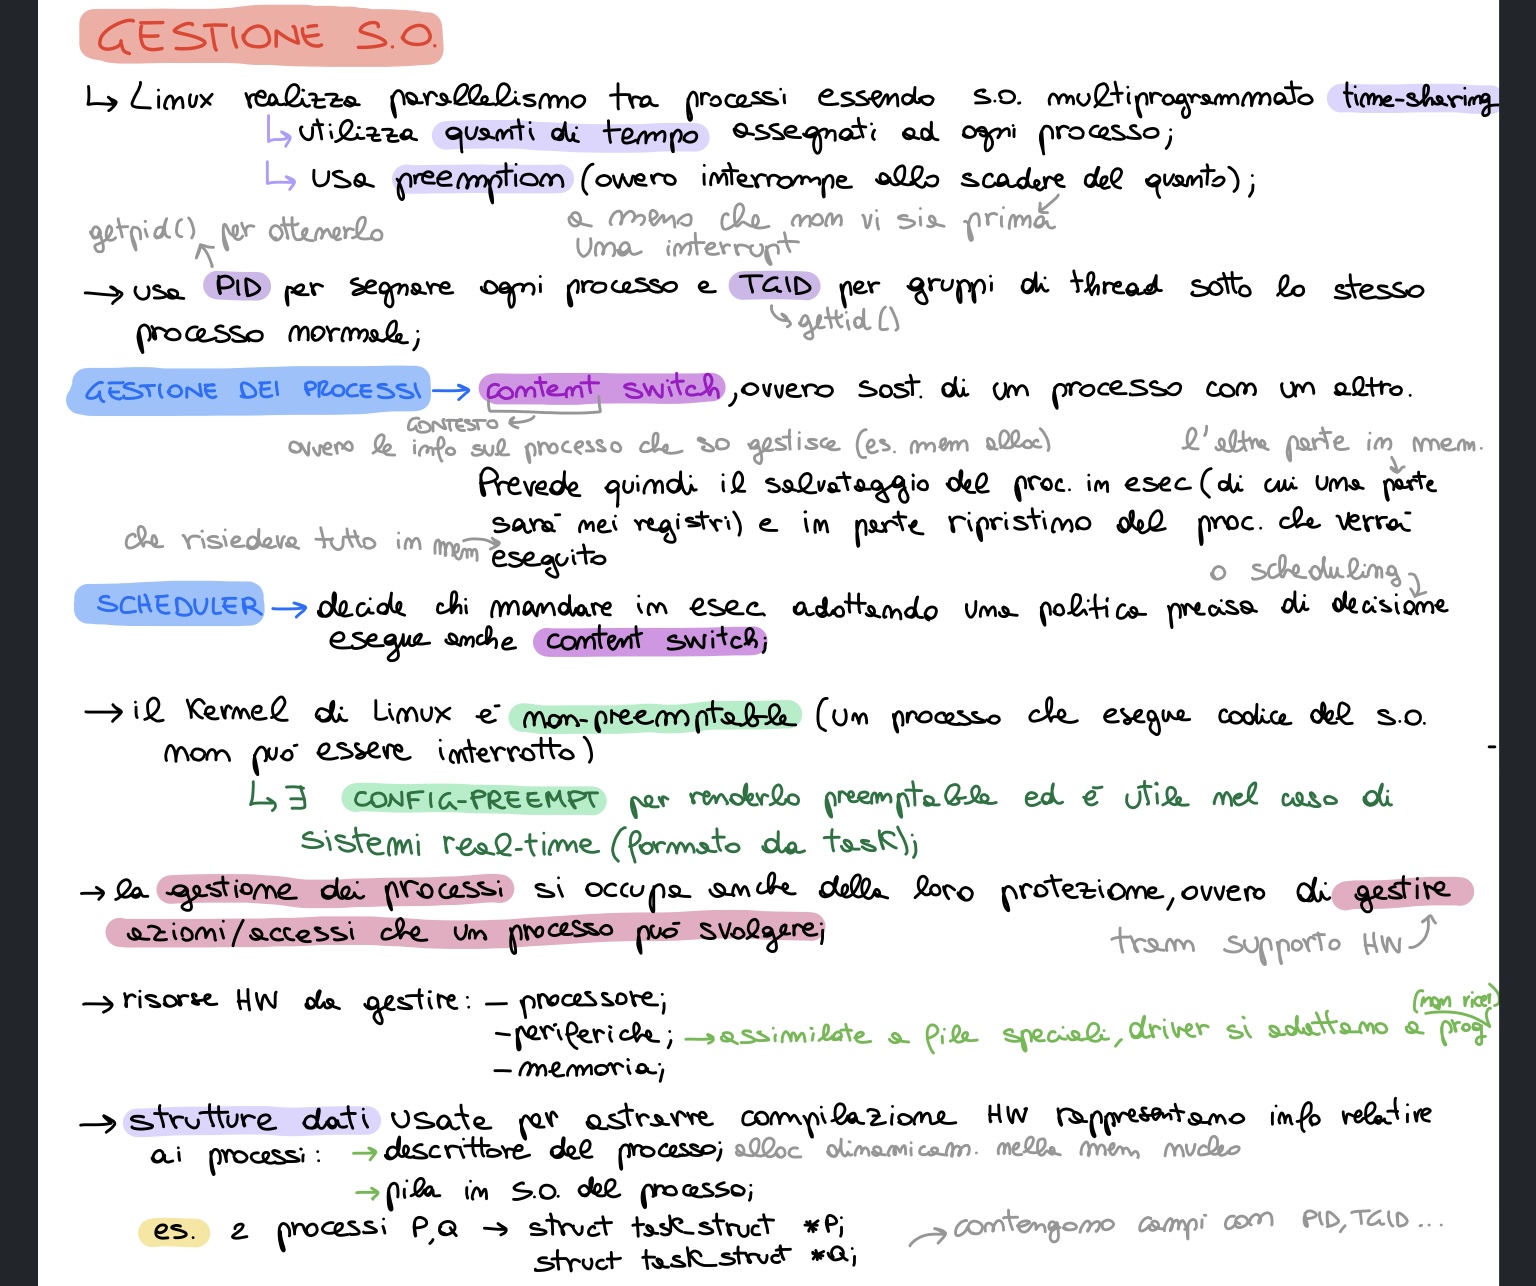 GESTIONE S.O.
↳ Linux realizza parallelismo tra processi essendo s.o. multiprogrammato time-sharing
↳ utilizza quanti di tempo assegnati ad ogni processo;
↳ usa preemption (ovvero interrompe allo scadere del quanto);
a meno che non vi sia prima
una interrupt
getpid() per ottenerlo
→ usa PID per segnare ogni processo e TGID per gruppi di thread sotto lo stesso
processo normale;
↳ gettid()
GESTIONE DEI PROCESSI → content switch, ovvero sost. di un processo con un altro.
CONTESTO ←
ovvero le info sul processo che so gestisce (es. mem alloc)
l'altra parte in mem.
Prevede quindi il salvataggio del proc. in esec (di cui una parte
sarà nei registri) e in parte ripristino del proc. che verrà
che risiedeva tutto in mem → eseguito
o scheduling
SCHEDULER → decide chi mandare in esec adottando una politica precisa di decisione
esegue anche content switch;
→ il Kernel di Linux è non-preemptable (un processo che esegue codice del s.o.
non può essere interrotto)
↳ ∃ CONFIG-PREEMPT per renderlo preemptable ed è utile nel caso di
sistemi real-time (formato da task);
→ la gestione dei processi si occupa anche della loro protezione, ovvero di gestire
azioni/accessi che un processo può svolgere;
tram supporto HW
→ risorse HW da gestire: – processore;
(non vicev)
– periferiche; → assimilate a file speciali, driver si adattano a prog
– memoria;
→ strutture dati usate per astrarre compilazione HW rappresentano info relative
ai processi: → descrittore del processo; alloc dinamicam. nella mem nucleo
→ pila in S.O. del processo;
es. 2 processi P,Q → struct task struct *P;
→ contengono campi com PID, TGID...
struct task struct *Q;